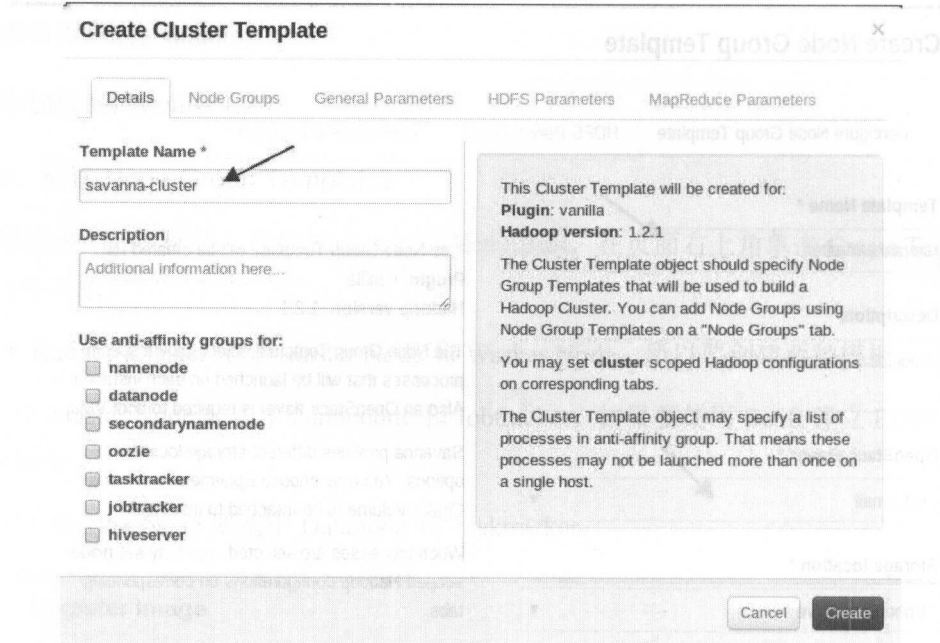 Create Cluster Template
×
Details Node Groups General Parameters HDFS Parameters MapReduce Parameters
Template Name *
savanna-cluster
Description
Additional information here...
Use anti-affinity groups for:
namenode
datanode
secondarynamenode
oozie
tasktracker
jobtracker
hiveserver
This Cluster Template will be created for:
Plugin: vanilla
Hadoop version: 1.2.1
The Cluster Template object should specify Node
Group Templates that will be used to build a
Hadoop Cluster. You can add Node Groups using
Node Group Templates on a "Node Groups" tab.
You may set cluster scoped Hadoop configurations
on corresponding tabs.
The Cluster Template object may specify a list of
processes in anti-affinity group. That means these
processes may not be launched more than once on
a single host.
Cancel Create